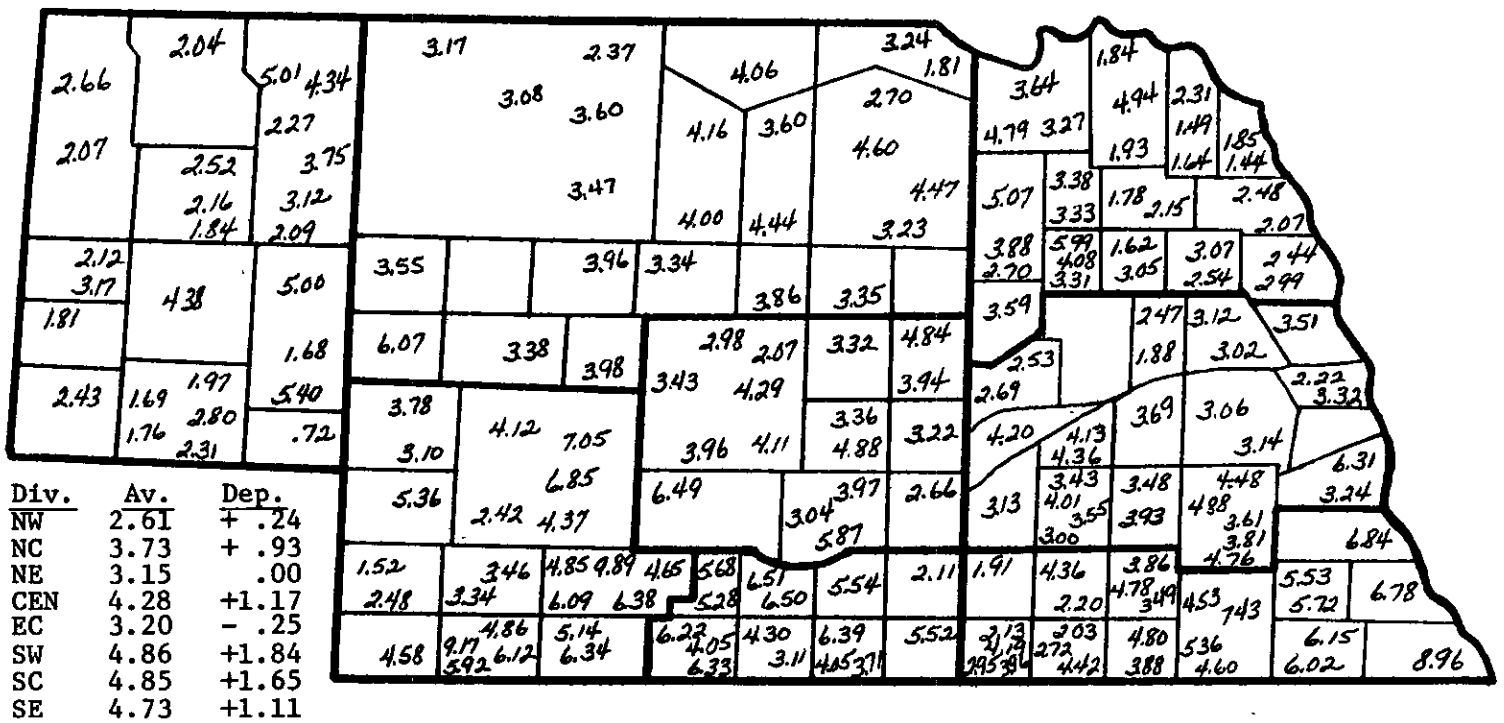 3.17 2.37 3.24
2.04 1.81 1.84
2.66 5.01 4.34 3.08 3.60 4.06 2.70 3.64 4.94 2.31
2.27 4.16 3.60 4.79 3.27 1.49
2.07 2.52 3.75 4.60 1.93 1.64 1.85 1.44
2.16 3.12 3.47 4.47 5.07 3.38 1.78 2.15 2.48
1.84 2.09 4.00 4.44 3.23 3.33 2.07
2.12 3.55 3.96 3.34 3.88 5.99 1.62 3.07 2.44
3.17 4.38 5.00 3.86 3.35 2.70 4.08 3.31 3.05 2.54 2.99
1.81 3.59 2.47 3.12 3.51
1.68 6.07 3.38 3.98 2.98 2.07 3.32 4.84 2.53 1.88 3.02
2.43 1.97 5.40 3.43 4.29 3.94 2.69 2.22 3.32
1.69 2.80 3.78 4.12 3.36 3.22 4.20 4.13 3.69 3.06
1.76 2.31 .72 3.10 7.05 3.96 4.11 4.88 4.36 3.14
5.36 6.85 6.49 3.97 2.66 3.43 3.48 4.48 6.31
2.42 4.37 3.04 3.13 4.01 3.55 3.93 4.88 3.61 3.24
5.87 3.00 3.81 4.76 6.84
1.52 3.46 4.85 9.89 4.65 5.68 6.51 5.54 2.11 1.91 4.36 3.86 5.53 6.78
2.48 3.34 6.09 6.38 5.28 6.50 2.20 4.78 3.49 4.53 7.43 5.72
4.58 9.17 4.86 5.14 6.22 4.05 4.30 6.39 5.52 2.13 4.19 2.03 4.80 5.36 6.15
5.92 6.12 6.34 6.33 3.11 4.05 3.71 2.95 2.72 4.42 3.88 4.60 6.02 8.96
Div. Av. Dep.
NW 2.61 + .24
NC 3.73 + .93
NE 3.15 .00
CEN 4.28 +1.17
EC 3.20 - .25
SW 4.86 +1.84
SC 4.85 +1.65
SE 4.73 +1.11